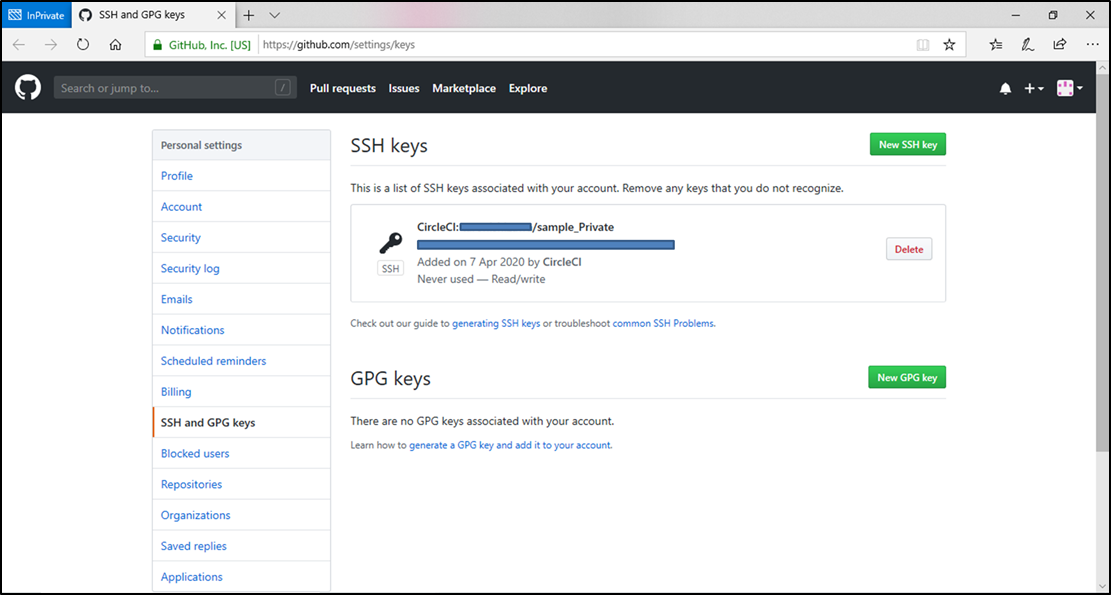 InPrivate
SSH and GPG keys
GitHub, Inc. [US]
https://github.com/settings/keys
Search or jump to...
/
Pull requests
Issues
Marketplace
Explore
Personal settings
Profile
Account
Security
Security log
Emails
Notifications
Scheduled reminders
Billing
SSH and GPG keys
Blocked users
Repositories
Organizations
Saved replies
Applications
SSH keys
New SSH key
This is a list of SSH keys associated with your account. Remove any keys that you do not recognize.
CircleCI: /sample_Private
SSH
Added on 7 Apr 2020 by CircleCI
Never used — Read/write
Delete
Check out our guide to generating SSH keys or troubleshoot common SSH Problems.
GPG keys
New GPG key
There are no GPG keys associated with your account.
Learn how to generate a GPG key and add it to your account.